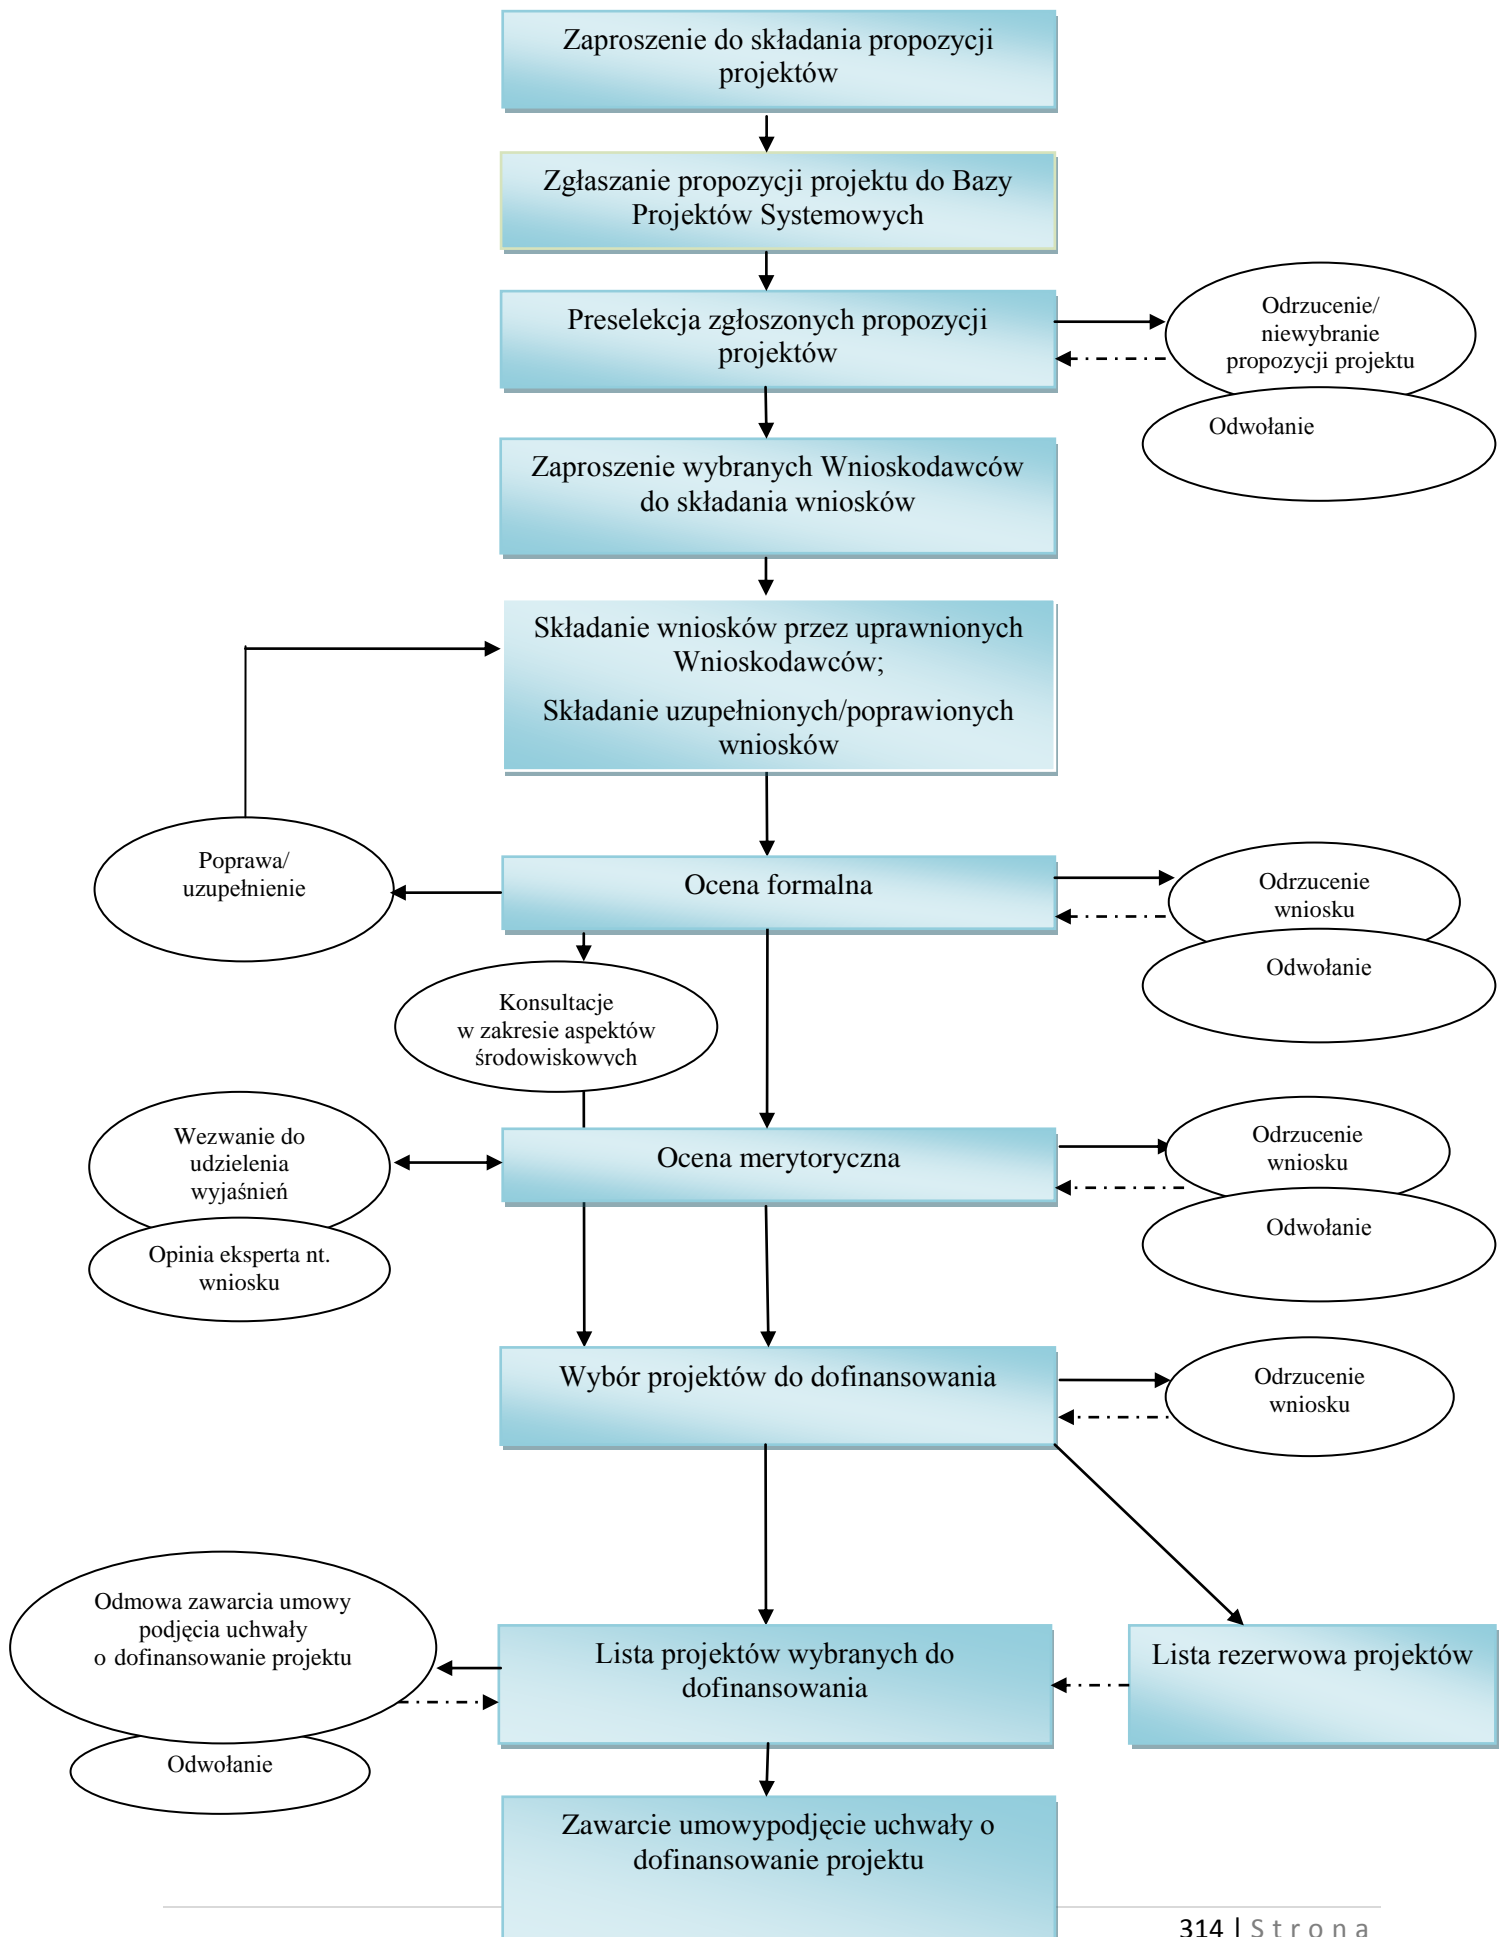 Zaproszenie do składania propozycji
projektów
Zgłaszanie propozycji projektu do Bazy
Projektów Systemowych
Preselekcja zgłoszonych propozycji
projektów
Odrzucenie/
niewybranie
propozycji projektu
Odwołanie
Zaproszenie wybranych Wnioskodawców
do składania wniosków
Składanie wniosków przez uprawnionych
Wnioskodawców;
Składanie uzupełnionych/poprawionych
wniosków
Poprawa/
uzupełnienie
Ocena formalna
Odrzucenie
wniosku
Odwołanie
Konsultacje
w zakresie aspektów
środowiskowych
Wezwanie do
udzielenia
wyjaśnień
Opinia eksperta nt.
wniosku
Ocena merytoryczna
Odrzucenie
wniosku
Odwołanie
Wybór projektów do dofinansowania
Odrzucenie
wniosku
Odmowa zawarcia umowy
podjęcia uchwały
o dofinansowanie projektu
Odwołanie
Lista projektów wybranych do
dofinansowania
Lista rezerwowa projektów
Zawarcie umowypodjęcie uchwały o
dofinansowanie projektu
314 | Strona